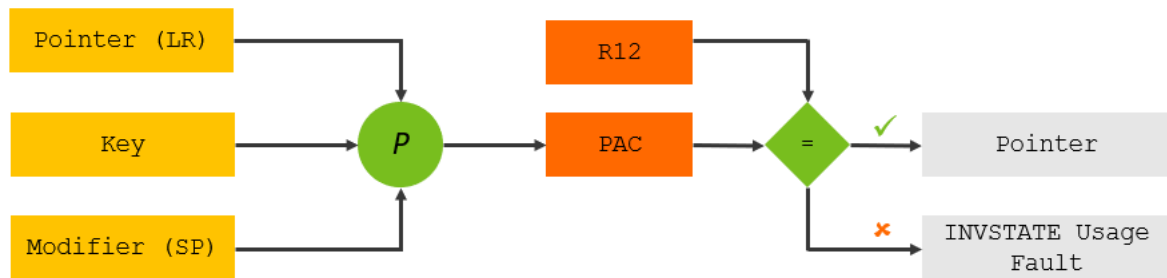 Pointer (LR)
R12
Key
P
PAC
=
Pointer
Modifier (SP)
INVSTATE Usage
Fault